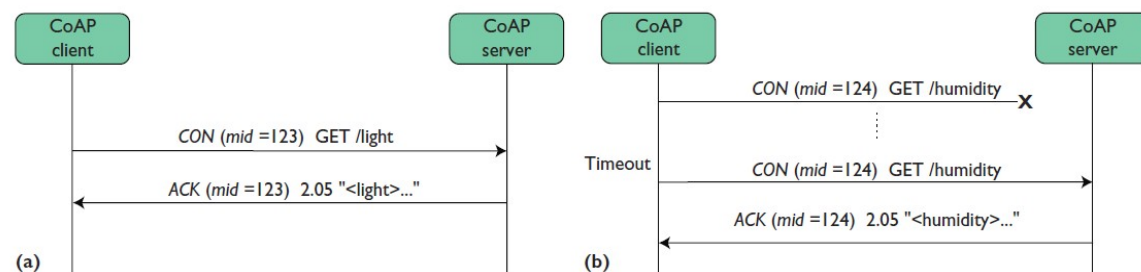 CoAP
client
CoAP
server
CON (mid =123) GET /light
ACK (mid =123) 2.05 "<light>..."
(a)
CoAP
client
CoAP
server
CON (mid =124) GET /humidity
X
Timeout
CON (mid =124) GET /humidity
ACK (mid =124) 2.05 "<humidity>..."
(b)